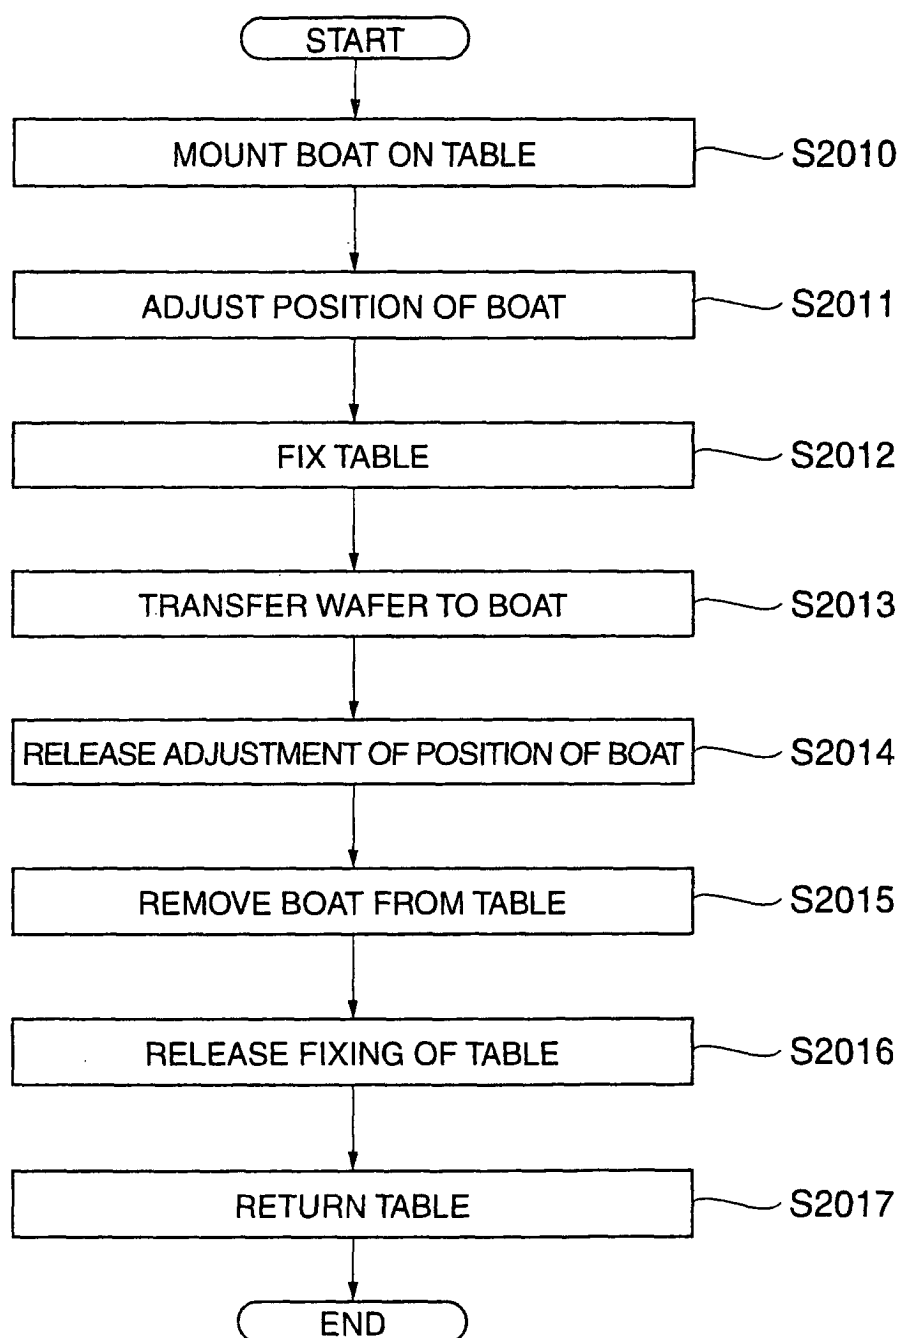 START
MOUNT BOAT ON TABLE S2010
ADJUST POSITION OF BOAT S2011
FIX TABLE S2012
TRANSFER WAFER TO BOAT S2013
RELEASE ADJUSTMENT OF POSITION OF BOAT S2014
REMOVE BOAT FROM TABLE S2015
RELEASE FIXING OF TABLE S2016
RETURN TABLE S2017
END